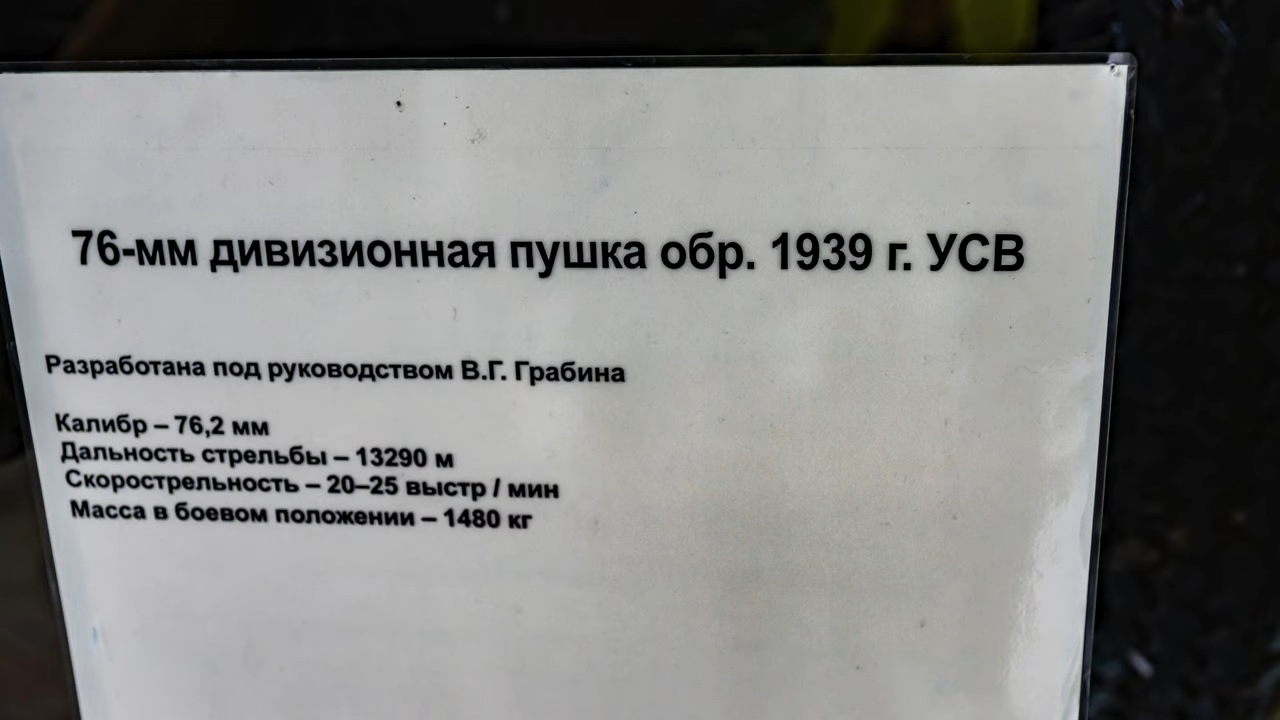 76-мм дивизионная пушка обр. 1939 г. УСВ
Разработана под руководством В.Г. Грабина
Калибр – 76,2 мм
Дальность стрельбы – 13290 м
Скорострельность – 20–25 выстр / мин
Масса в боевом положении – 1480 кг